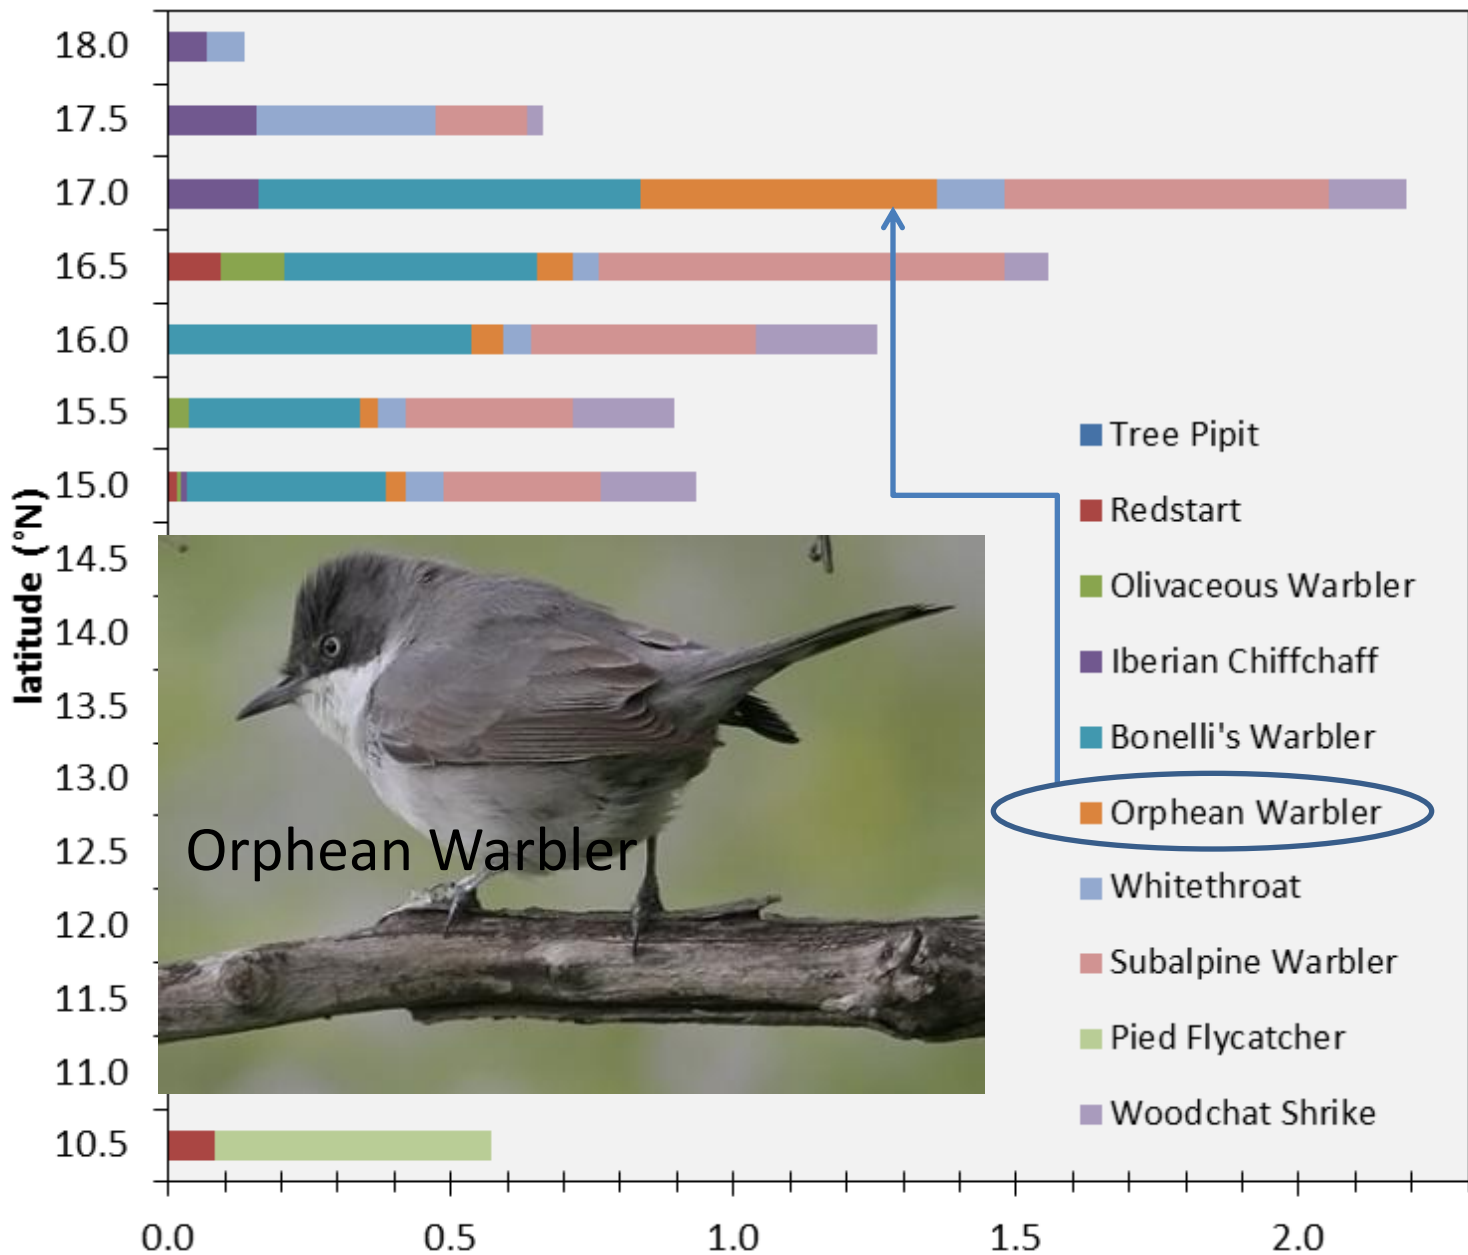 18.0
17.5
17.0
16.5
16.0
15.5
15.0
14.5
14.0
13.5
13.0
12.5
12.0
11.5
11.0
10.5
latitude (°N)
0.0 0.5 1.0 1.5 2.0
Tree Pipit
Redstart
Olivaceous Warbler
Iberian Chiffchaff
Bonelli's Warbler
Orphean Warbler
Whitethroat
Subalpine Warbler
Pied Flycatcher
Woodchat Shrike
Orphean Warbler